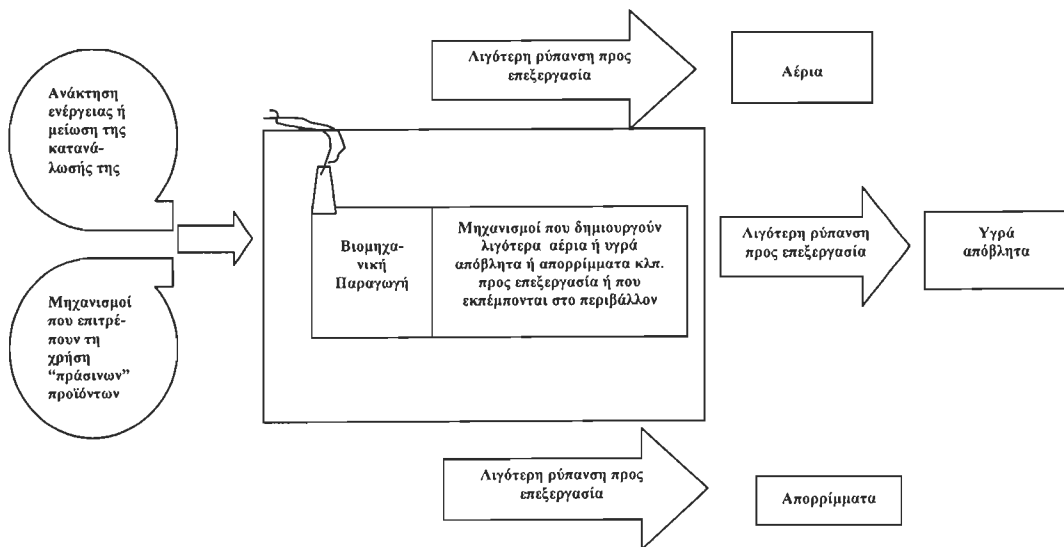 Λιγότερη ρύπανση προς
επεξεργασία
Αέρια
Ανάκτηση
ενέργειας ή
μείωση της
κατανά-
λωσής της
Βιομηχα-
νική
Παραγωγή
Μηχανισμοί που δημιουργούν
λιγότερα αέρια ή υγρά
απόβλητα ή απορρίμματα κλπ.
προς επεξεργασία ή που
εκπέμπονται στο περιβάλλον
Λιγότερη ρύπανση
προς επεξεργασία
Υγρά
απόβλητα
Μηχανισμοί
που επιτρέ-
πουν τη
χρήση
“πράσινων”
προϊόντων
Λιγότερη ρύπανση προς
επεξεργασία
Απορρίμματα